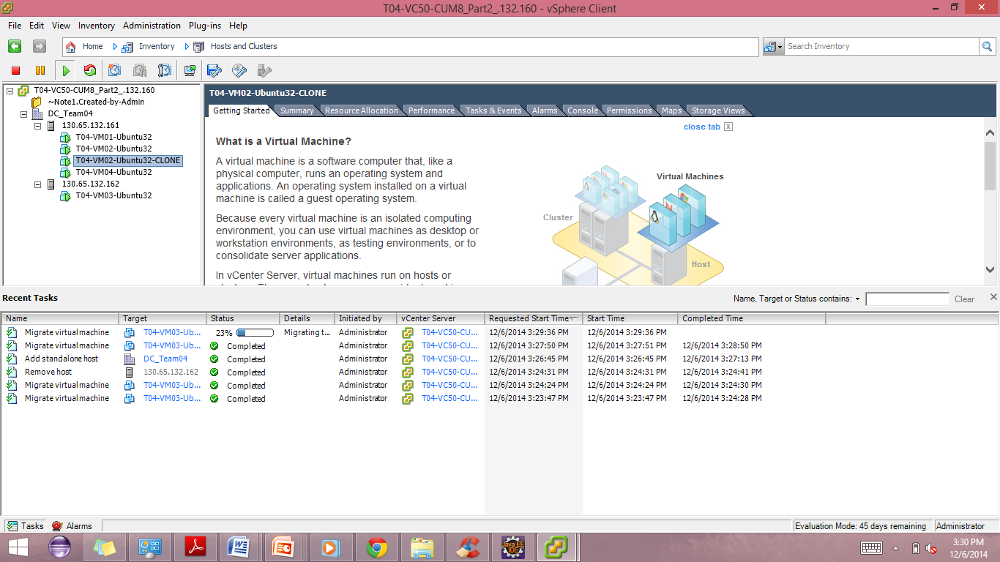 T04-VC50-CUM8_Part2_.132.160 - vSphere Client
File Edit View Inventory Administration Plug-ins Help
Home Inventory Hosts and Clusters
Search Inventory
T04-VC50-CUM8_Part2_.132.160
~Note1.Created-by-Admin
DC_Team04
130.65.132.161
T04-VM01-Ubuntu32
T04-VM02-Ubuntu32
T04-VM02-Ubuntu32-CLONE
T04-VM04-Ubuntu32
130.65.132.162
T04-VM03-Ubuntu32
T04-VM02-Ubuntu32-CLONE
Getting Started Summary Resource Allocation Performance Tasks & Events Alarms Console Permissions Maps Storage Views
close tab X
What is a Virtual Machine?
A virtual machine is a software computer that, like a
physical computer, runs an operating system and
applications. An operating system installed on a virtual
machine is called a guest operating system.
Because every virtual machine is an isolated computing
environment, you can use virtual machines as desktop or
workstation environments, as testing environments, or to
consolidate server applications.
In vCenter Server, virtual machines run on hosts or
Virtual Machines
Cluster
Host
Recent Tasks
Name, Target or Status contains: Clear
Name Target Status Details Initiated by vCenter Server Requested Start Time Start Time Completed Time
Migrate virtual machine T04-VM03-Ub... 23% Migrating t... Administrator T04-VC50-CU... 12/6/2014 3:29:36 PM 12/6/2014 3:29:36 PM
Migrate virtual machine T04-VM03-Ub... Completed Administrator T04-VC50-CU... 12/6/2014 3:27:50 PM 12/6/2014 3:27:51 PM 12/6/2014 3:28:50 PM
Add standalone host DC_Team04 Completed Administrator T04-VC50-CU... 12/6/2014 3:26:45 PM 12/6/2014 3:26:45 PM 12/6/2014 3:27:13 PM
Remove host 130.65.132.162 Completed Administrator T04-VC50-CU... 12/6/2014 3:24:31 PM 12/6/2014 3:24:31 PM 12/6/2014 3:24:41 PM
Migrate virtual machine T04-VM03-Ub... Completed Administrator T04-VC50-CU... 12/6/2014 3:24:24 PM 12/6/2014 3:24:24 PM 12/6/2014 3:24:30 PM
Migrate virtual machine T04-VM03-Ub... Completed Administrator T04-VC50-CU... 12/6/2014 3:23:47 PM 12/6/2014 3:23:47 PM 12/6/2014 3:24:28 PM
Tasks Alarms
Evaluation Mode: 45 days remaining Administrator
Java EE
IDE
3:30 PM
12/6/2014